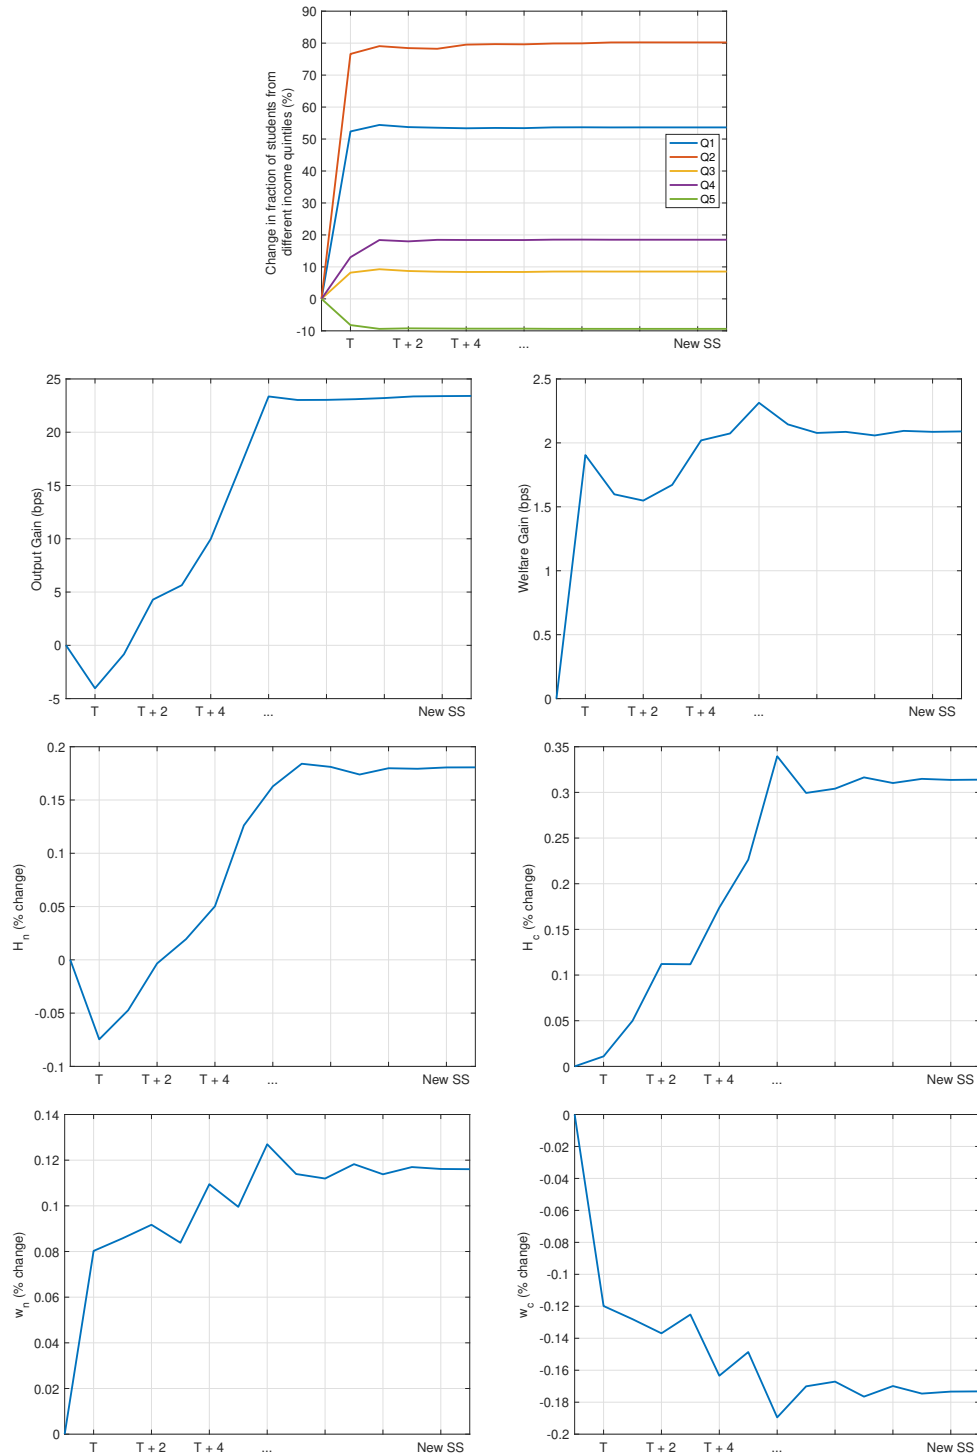 90
80
70
60
50
40
30
20
10
0
-10
Change in fraction of students from
different income quintiles (%)
Q1
Q2
Q3
Q4
Q5
T T + 2 T + 4 ... New SS
25
20
15
10
5
0
-5
Output Gain (bps)
T T + 2 T + 4 ... New SS
2.5
2
1.5
1
0.5
0
Welfare Gain (bps)
T T + 2 T + 4 ... New SS
0.2
0.15
0.1
0.05
0
-0.05
-0.1
H_n (% change)
T T + 2 T + 4 ... New SS
0.35
0.3
0.25
0.2
0.15
0.1
0.05
0
H_c (% change)
T T + 2 T + 4 ... New SS
0.14
0.12
0.1
0.08
0.06
0.04
0.02
0
w_n (% change)
T T + 2 T + 4 ... New SS
0
-0.02
-0.04
-0.06
-0.08
-0.1
-0.12
-0.14
-0.16
-0.18
-0.2
w_c (% change)
T T + 2 T + 4 ... New SS